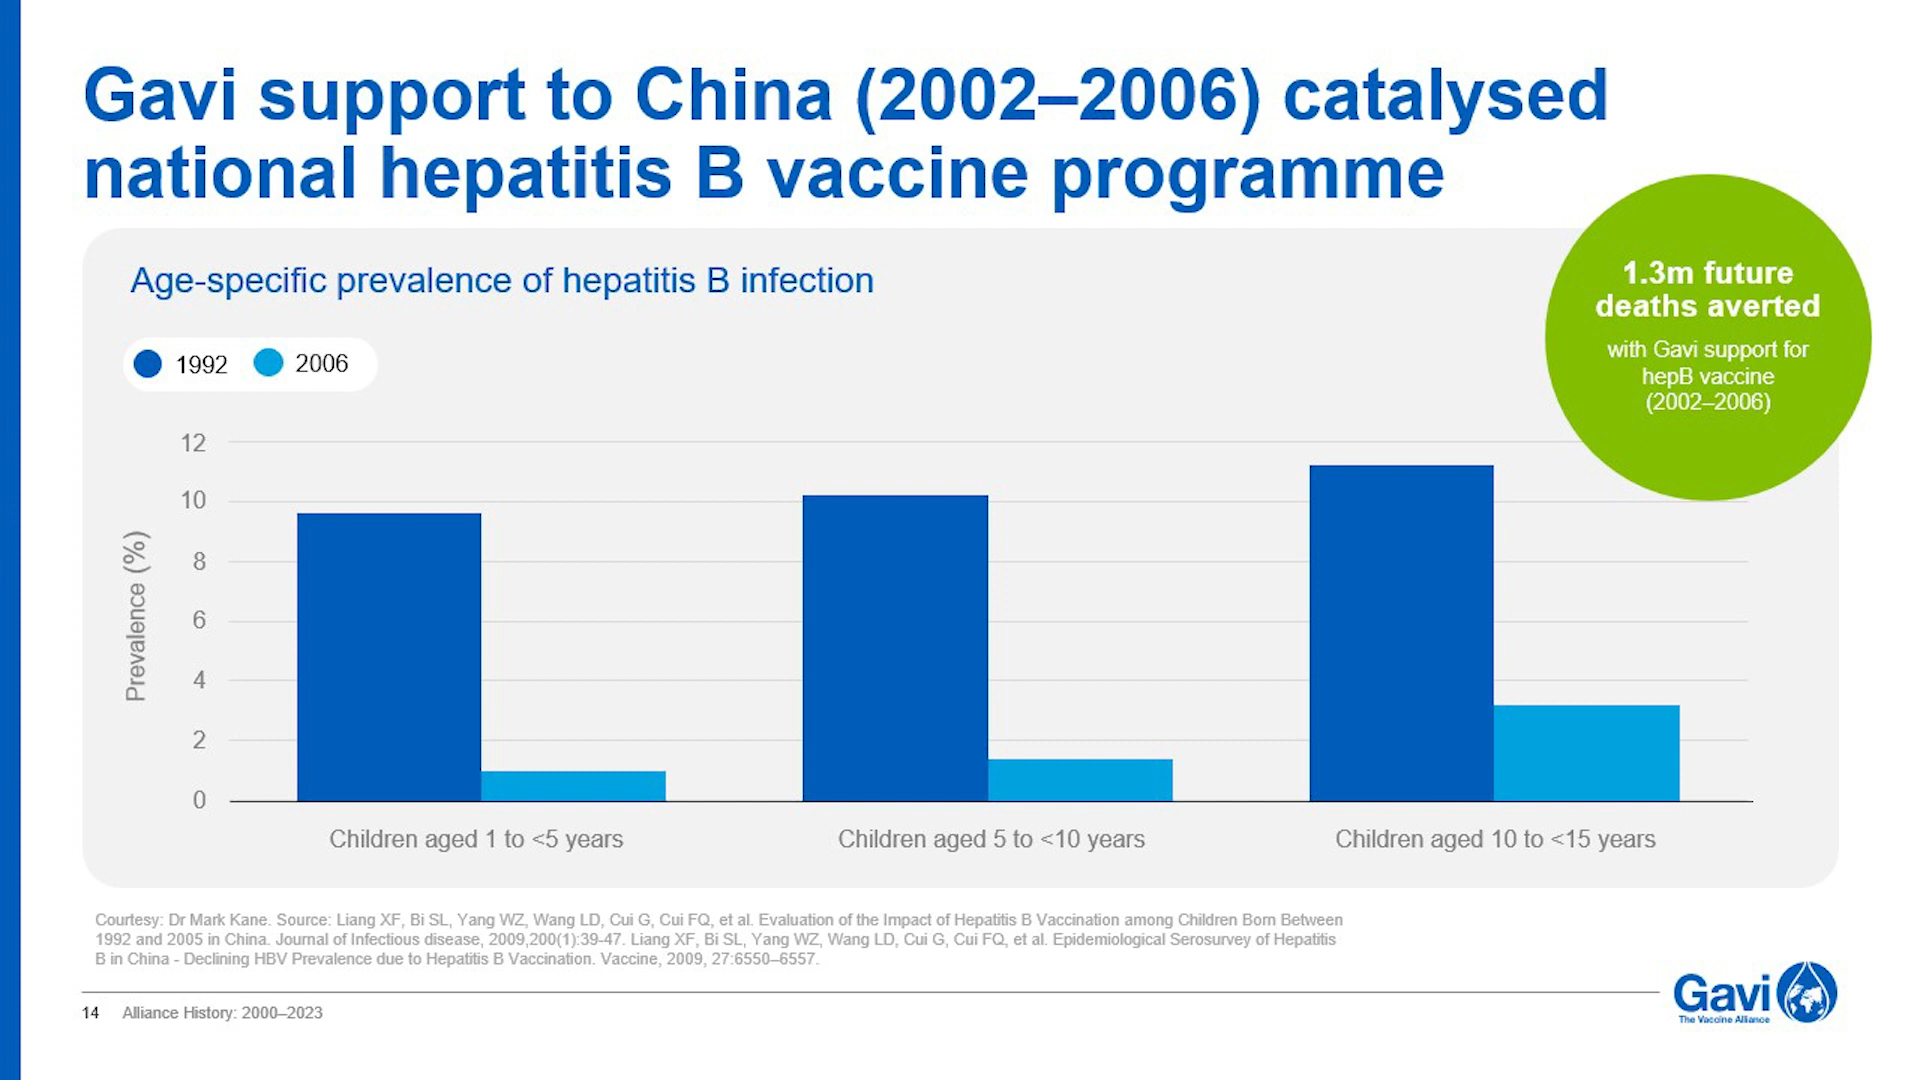 Gavi support to China (2002–2006) catalysed
national hepatitis B vaccine programme
1.3m future
deaths averted
with Gavi support for
hepB vaccine
(2002–2006)
Age-specific prevalence of hepatitis B infection
1992
2006
Prevalence (%)
12
10
8
6
4
2
0
Children aged 1 to <5 years
Children aged 5 to <10 years
Children aged 10 to <15 years
Courtesy: Dr Mark Kane. Source: Liang XF, Bi SL, Yang WZ, Wang LD, Cui G, Cui FQ, et al. Evaluation of the Impact of Hepatitis B Vaccination among Children Born Between
1992 and 2005 in China. Journal of Infectious disease, 2009,200(1):39-47. Liang XF, Bi SL, Yang WZ, Wang LD, Cui G, Cui FQ, et al. Epidemiological Serosurvey of Hepatitis
B in China - Declining HBV Prevalence due to Hepatitis B Vaccination. Vaccine, 2009, 27:6550–6557.
14 Alliance History: 2000–2023
Gavi
The Vaccine Alliance